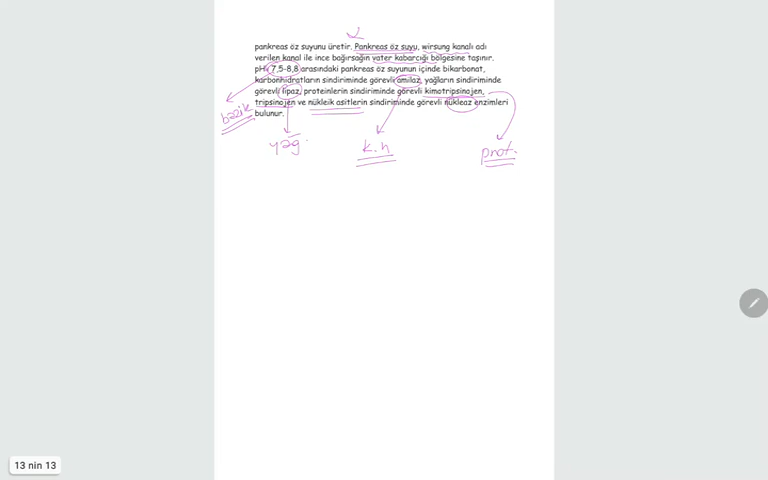 pankreas öz suyunu üretir. Pankreas öz suyu, wirsung kanalı adı
verilen kanal ile ince bağırsağın vater kabarcığı bölgesine taşınır.
pH'ı 7,5-8,8 arasındaki pankreas öz suyunun içinde bikarbonat,
karbonhidratların sindiriminde görevli amilaz, yağların sindiriminde
görevli lipaz, proteinlerin sindiriminde görevli kimotripsinojen,
tripsinojen ve nükleik asitlerin sindiriminde görevli nükleaz enzimleri
bulunur.
bazik
yağ.
k.h
prot.
13 nin 13